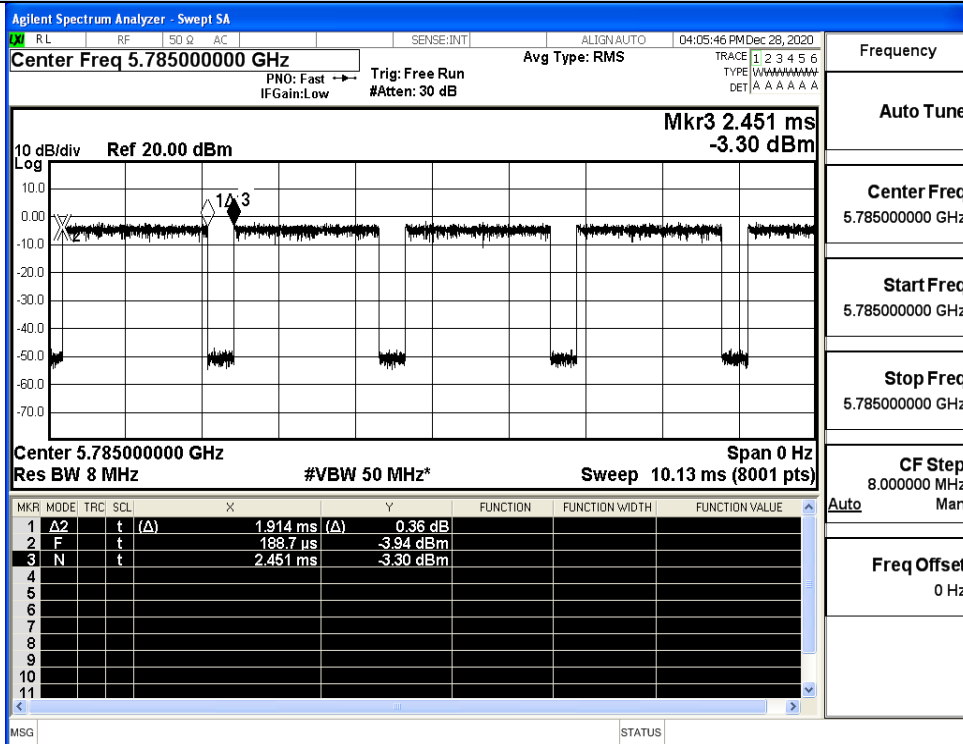 Agilent Spectrum Analyzer - Swept SA
LXI RL RF 50 Ω AC SENSE:INT ALIGN AUTO 04:05:46 PM Dec 28, 2020
Center Freq 5.785000000 GHz
PNO: Fast
IFGain:Low
Trig: Free Run
#Atten: 30 dB
Avg Type: RMS
TRACE 1 2 3 4 5 6
TYPE WWWWWW
DET A A A A A A
Mkr3 2.451 ms
-3.30 dBm
10 dB/div Ref 20.00 dBm
Log
10.0
0.00
-10.0
-20.0
-30.0
-40.0
-50.0
-60.0
-70.0
2
1Δ 3
Center 5.785000000 GHz Span 0 Hz
Res BW 8 MHz #VBW 50 MHz* Sweep 10.13 ms (8001 pts)
MKR MODE TRC SCL X Y FUNCTION FUNCTION WIDTH FUNCTION VALUE
1 Δ2 t (Δ) 1.914 ms (Δ) 0.36 dB
2 F t 188.7 µs -3.94 dBm
3 N t 2.451 ms -3.30 dBm
4
5
6
7
8
9
10
11
MSG STATUS
Frequency
Auto Tune
Center Freq
5.785000000 GHz
Start Freq
5.785000000 GHz
Stop Freq
5.785000000 GHz
CF Step
8.000000 MHz
Auto Man
Freq Offset
0 Hz